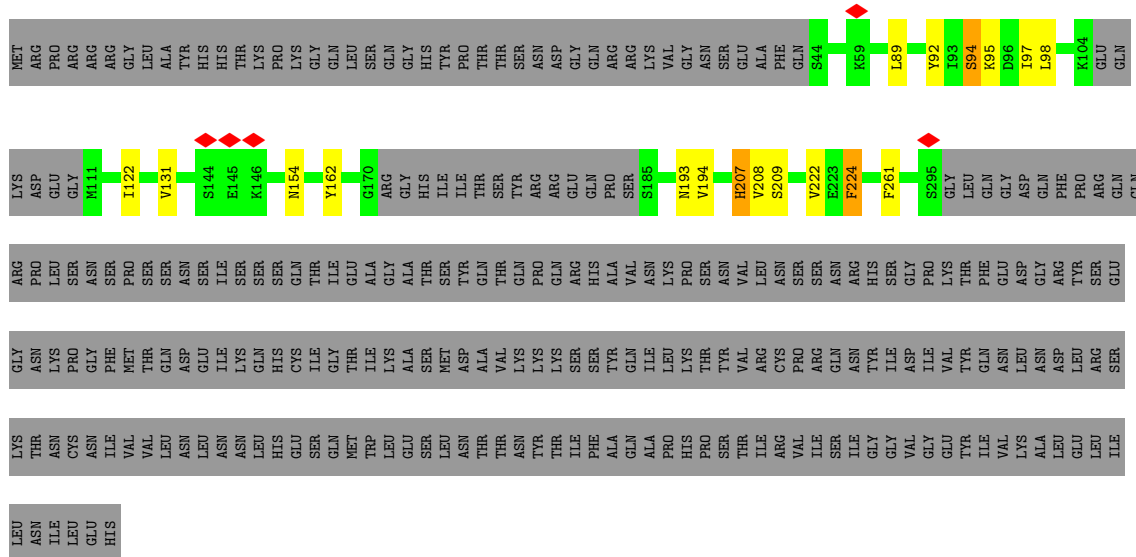 MET ARG PRO ARG ARG ARG GLY LEU ALA TYR HIS HIS THR LYS PRO LYS GLY GLN LEU SER GLN GLY HIS TYR PRO THR THR SER ASN ASP GLY GLN ARG ARG LYS VAL GLY ASN SER GLU ALA PHE GLN S44 K59 L89 Y92 I93 S94 K95 D96 I97 L98 K104 GLU GLN
LYS ASP GLU GLY M111 I122 V131 S144 E145 K146 N154 Y162 G170 ARG GLY HIS ILE ILE THR SER TYR ARG ARG GLU GLN PRO SER S185 N193 V194 H207 V208 S209 V222 E223 F224 F261 S295 GLY LEU GLN GLY ASP GLN PHE PRO ARG GLN GLN
ARG PRO LEU SER ASN SER SER PRO SER SER ASN SER ILE SER SER SER GLN THR ILE GLU ALA GLY ALA THR SER TYR GLN THR GLN PRO GLN ARG HIS ALA VAL ASN LYS PRO SER ASN VAL LEU ASN SER SER ASN ARG HIS SER GLY PRO LYS THR PHE GLU ASP GLY ARG TYR SER GLU
GLY ASN LYS PRO GLY PHE MET THR GLN ASP GLU ILE LYS GLN HIS CYS ILE GLY THR ILE LYS ALA SER MET ASP ALA VAL LYS LYS LYS SER SER TYR GLN ILE LEU LYS THR TYR VAL ARG CYS PRO ARG GLN ASN TYR ILE ASP ILE VAL TYR GLN ASN LEU ASN ASP LEU ARG SER
LYS THR ASN CYS ASN ILE VAL VAL LEU ASN LEU ASN ASN LEU HIS GLU SER GLN MET TRP LEU GLU SER LEU ASN THR THR ASN TYR THR ILE PHE ALA GLN ALA PRO HIS PRO SER THR ILE ARG VAL ILE SER ILE GLY GLY VAL GLY GLU TYR ILE VAL LYS ALA LEU GLU LEU ILE
LEU ASN ILE LEU GLU HIS